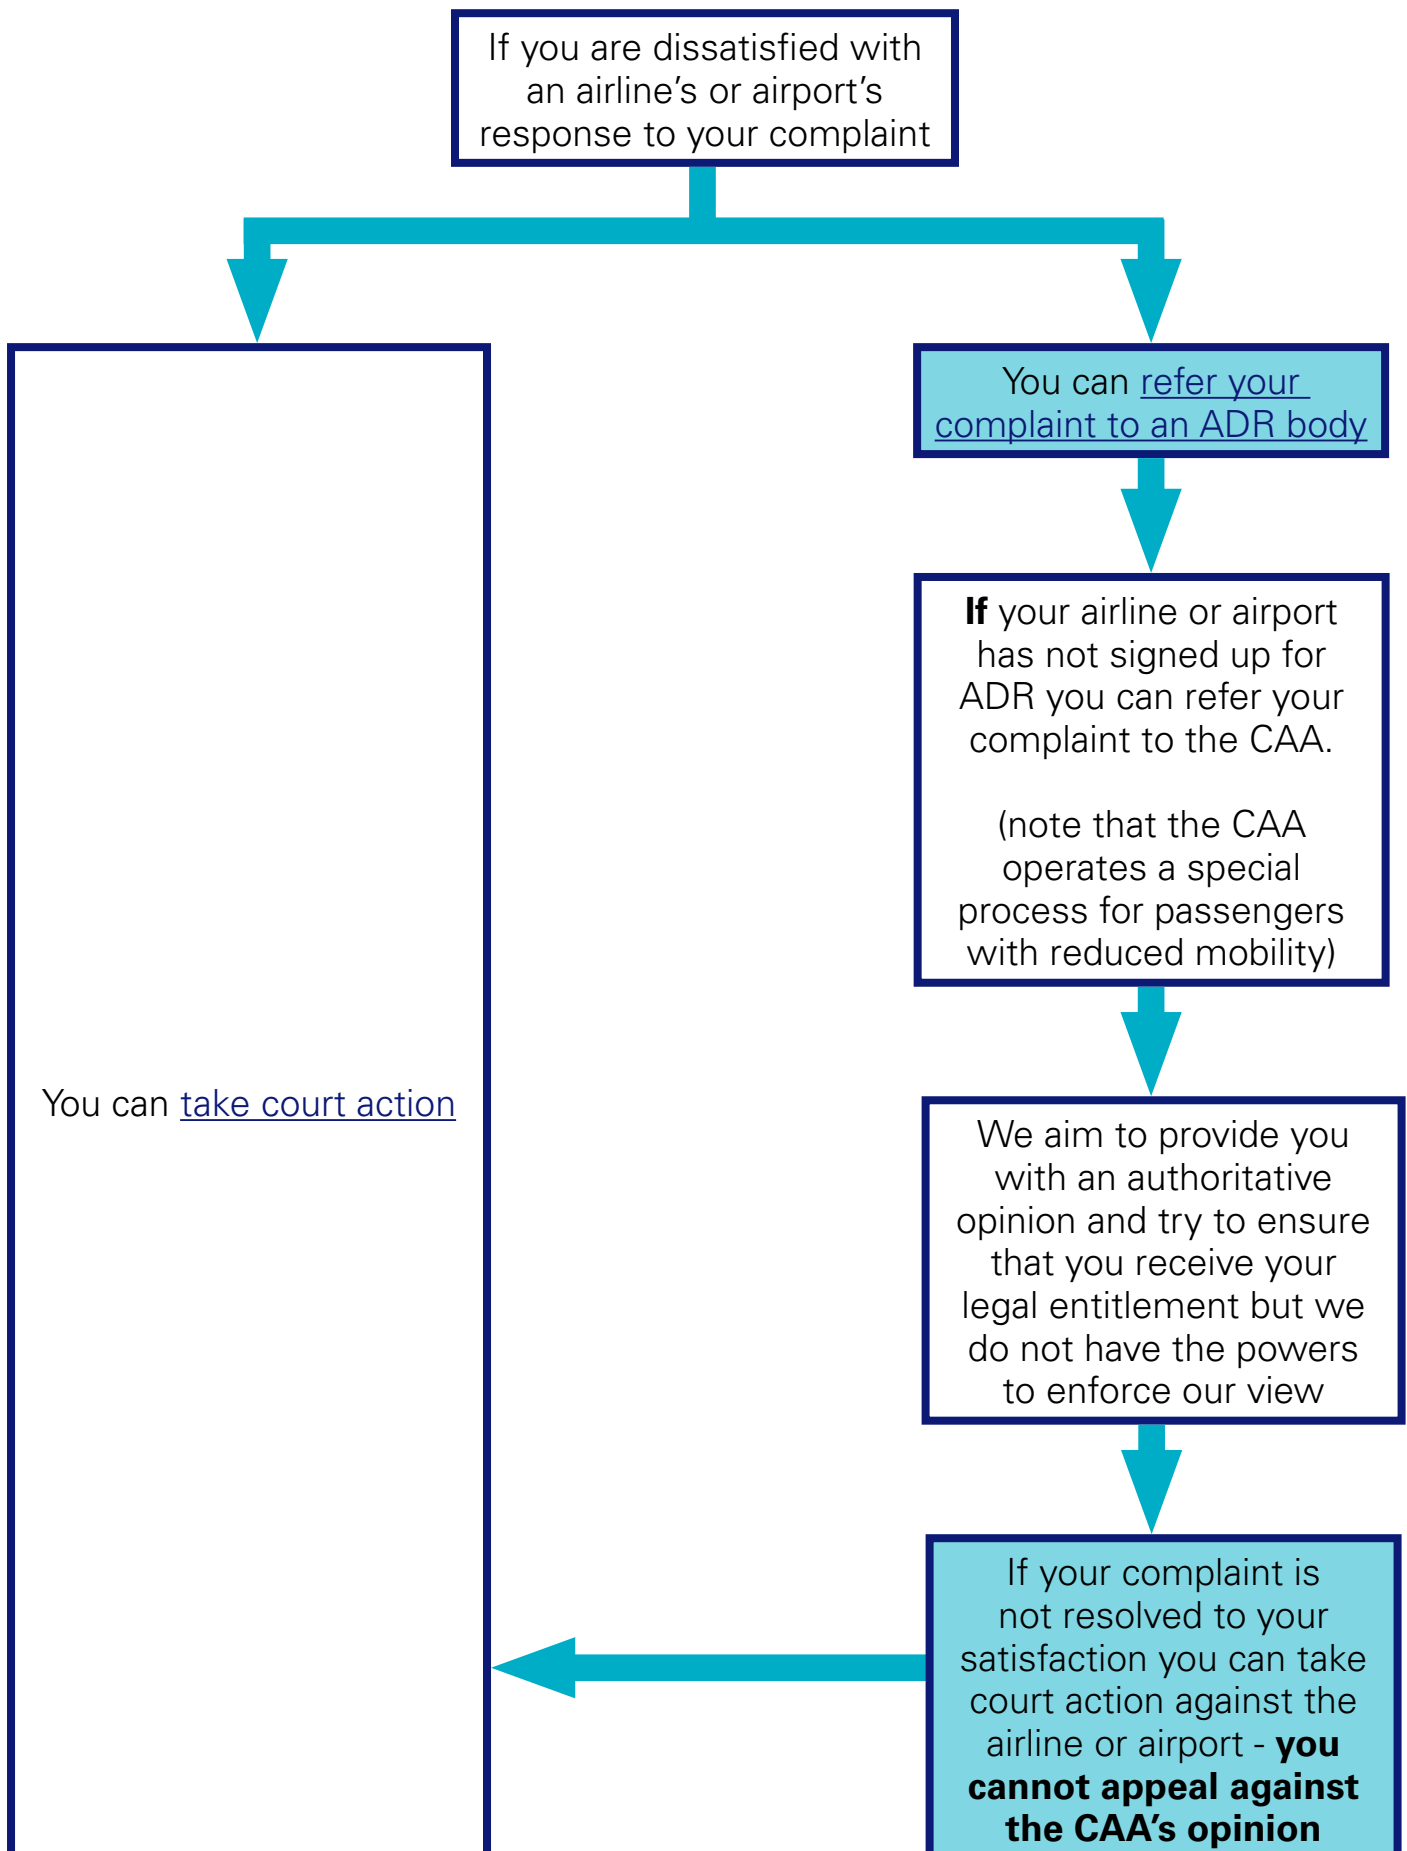 If you are dissatisfied with
an airline’s or airport’s
response to your complaint
You can take court action
You can refer your
complaint to an ADR body
If your airline or airport
has not signed up for
ADR you can refer your
complaint to the CAA.
(note that the CAA
operates a special
process for passengers
with reduced mobility)
We aim to provide you
with an authoritative
opinion and try to ensure
that you receive your
legal entitlement but we
do not have the powers
to enforce our view
If your complaint is
not resolved to your
satisfaction you can take
court action against the
airline or airport - you
cannot appeal against
the CAA’s opinion